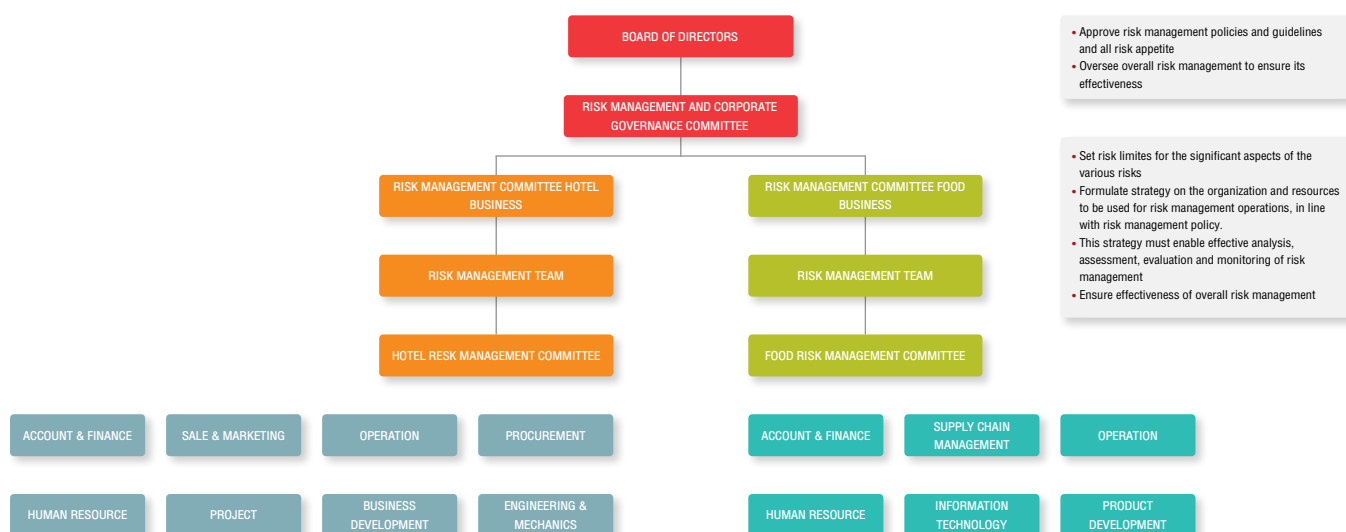 BOARD OF DIRECTORS
• Approve risk management policies and guidelines
and all risk appetite
• Oversee overall risk management to ensure its
effectiveness
RISK MANAGEMENT AND CORPORATE
GOVERNANCE COMMITTEE
• Set risk limites for the significant aspects of the
various risks
• Formulate strategy on the organization and resources
to be used for risk management operations, in line
with risk management policy.
• This strategy must enable effective analysis,
assessment, evaluation and monitoring of risk
management
• Ensure effectiveness of overall risk management
RISK MANAGEMENT COMMITTEE HOTEL
BUSINESS
RISK MANAGEMENT COMMITTEE FOOD
BUSINESS
RISK MANAGEMENT TEAM
RISK MANAGEMENT TEAM
HOTEL RESK MANAGEMENT COMMITTEE
FOOD RISK MANAGEMENT COMMITTEE
ACCOUNT & FINANCE
SALE & MARKETING
OPERATION
PROCUREMENT
ACCOUNT & FINANCE
SUPPLY CHAIN
MANAGEMENT
OPERATION
HUMAN RESOURCE
PROJECT
BUSINESS
DEVELOPMENT
ENGINEERING &
MECHANICS
HUMAN RESOURCE
INFORMATION
TECHNOLOGY
PRODUCT
DEVELOPMENT